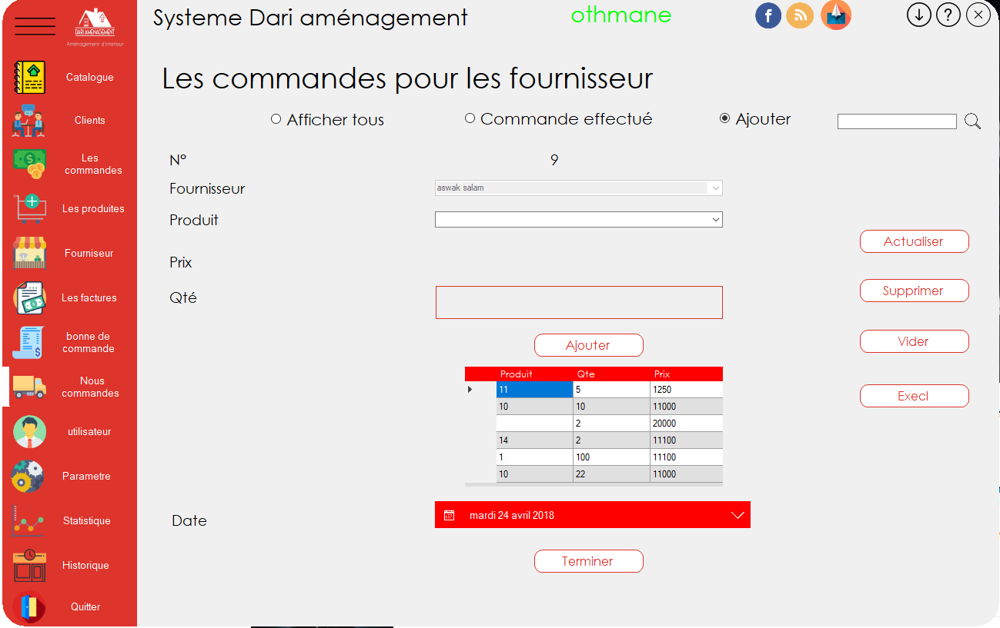 Systeme Dari aménagement
othmane
DARI AMENAGEMENT
Aménagement d'interieur
Catalogue
Clients
Les
commandes
Les produites
Fourniseur
Les factures
bonne de
commande
Nous
commandes
utilisateur
Parametre
Statistique
Historique
Quitter
Les commandes pour les fournisseur
Afficher tous
Commande effectué
Ajouter
N° 9
Fournisseur aswak salam
Produit
Prix
Qté
Ajouter
Produit Qte Prix
11 5 1250
10 10 11000
2 20000
14 2 11100
1 100 11100
10 22 11000
Date mardi 24 avril 2018
Terminer
Actualiser
Supprimer
Vider
Execl